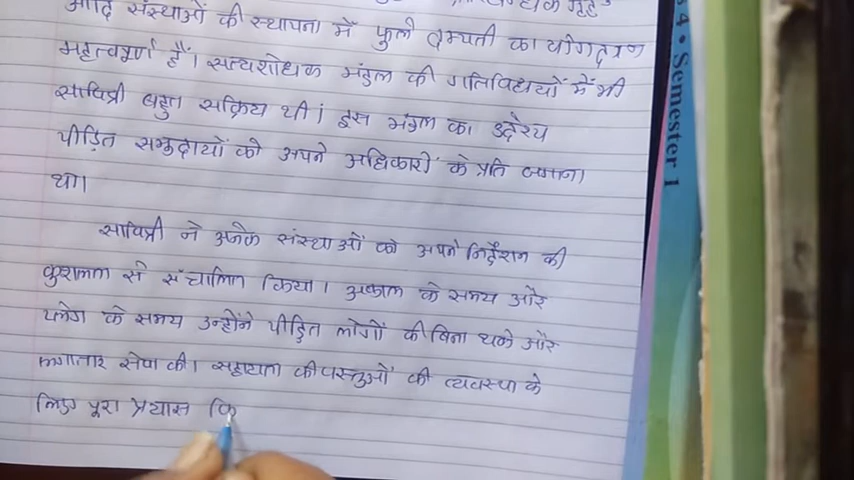 आदि संस्थाओं की स्थापना में फुले दम्पती का योगदान
महत्वपूर्ण हैं। सत्यशोधक मंडल की गतिविधियों में भी
सावित्री बहुत सक्रिय थी। इस मंडल का उद्देश्य
पीड़ित समुदायों को अपने अधिकारों के प्रति जगाना
था।
सावित्री ने अनेक संस्थाओं को अपने निर्देशन की
कुशलता से संचालित किया। अकाल के समय और
प्लेग के समय उन्होंने पीड़ित लोगों की बिना थके और
लगातार सेवा की। सहायता की वस्तुओं की व्यवस्था के
लिए पूरा प्रयास कि
4 • Semester 1